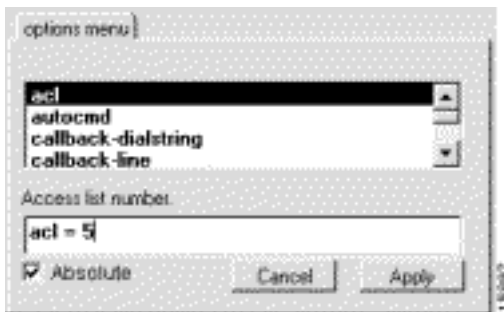 options menu
acl
autocmd
callback-dialstring
callback-line
Access list number.
acl = 5
Absolute
Cancel
Apply